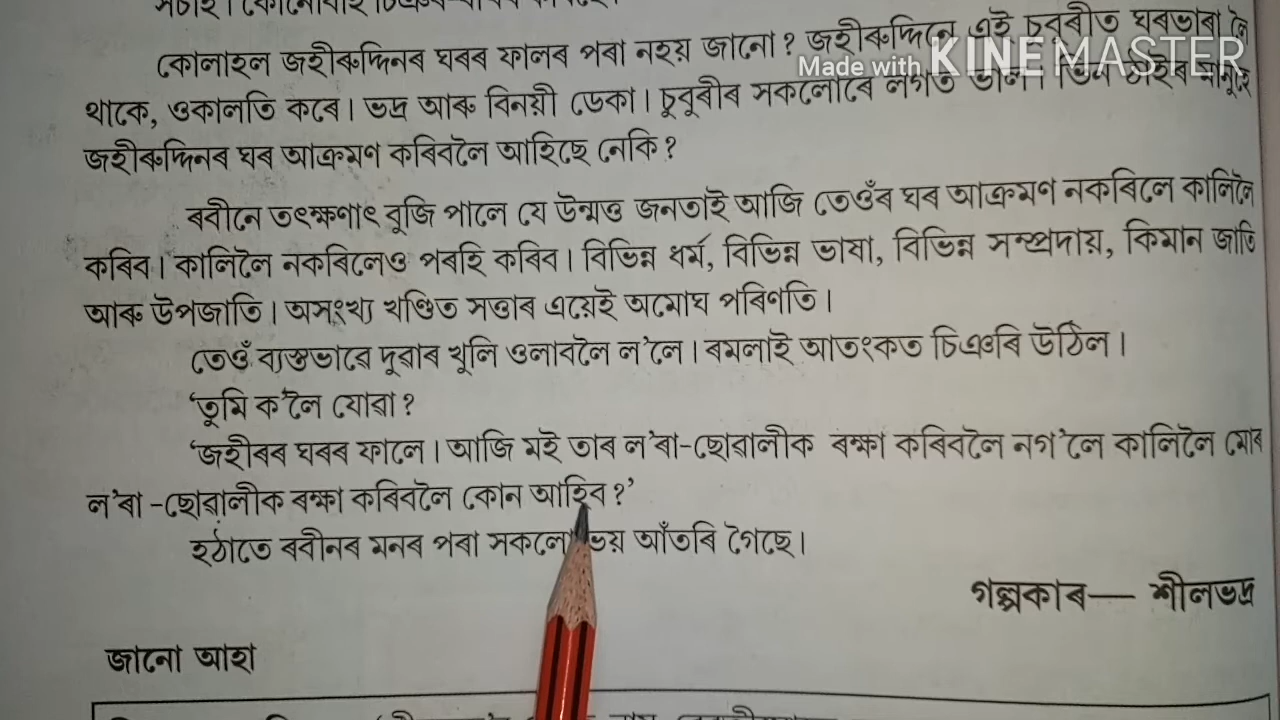 কোলাহল জহীৰুদ্দিনৰ ঘৰৰ ফালৰ পৰা নহয় জানো? জহীৰুদ্দিনে এই চুবুৰীত ঘৰভাৰা লৈ
Made with KINEMASTER
থাকে, ওকালতি কৰে। ভদ্ৰ আৰু বিনয়ী ডেকা। চুবুৰীৰ সকলোৰে লগত ভাল। ভিন ঠাইৰ মানুহে
জহীৰুদ্দিনৰ ঘৰ আক্ৰমণ কৰিবলৈ আহিছে নেকি?
ৰবীনে তৎক্ষণাৎ বুজি পালে যে উন্মত্ত জনতাই আজি তেওঁৰ ঘৰ আক্ৰমণ নকৰিলে কালিলৈ
কৰিব। কালিলৈ নকৰিলেও পৰহি কৰিব। বিভিন্ন ধৰ্ম, বিভিন্ন ভাষা, বিভিন্ন সম্প্ৰদায়, কিমান জাতি
আৰু উপজাতি। অসংখ্য খণ্ডিত সত্তাৰ এয়েই অমোঘ পৰিণতি।
তেওঁ ব্যস্তভাৱে দুৱাৰ খুলি ওলাবলৈ ল'লে। ৰমলাই আতংকত চিঞৰি উঠিল।
'তুমি ক'লৈ যোৱা?
'জহীৰৰ ঘৰৰ ফালে। আজি মই তাৰ ল'ৰা-ছোৱালীক ৰক্ষা কৰিবলৈ নগ'লে কালিলৈ মোৰ
ল'ৰা -ছোৱালীক ৰক্ষা কৰিবলৈ কোন আহিব?'
হঠাতে ৰবীনৰ মনৰ পৰা সকলো ভয় আঁতৰি গৈছে।
গল্পকাৰ— শীলভদ্ৰ
জানো আহা